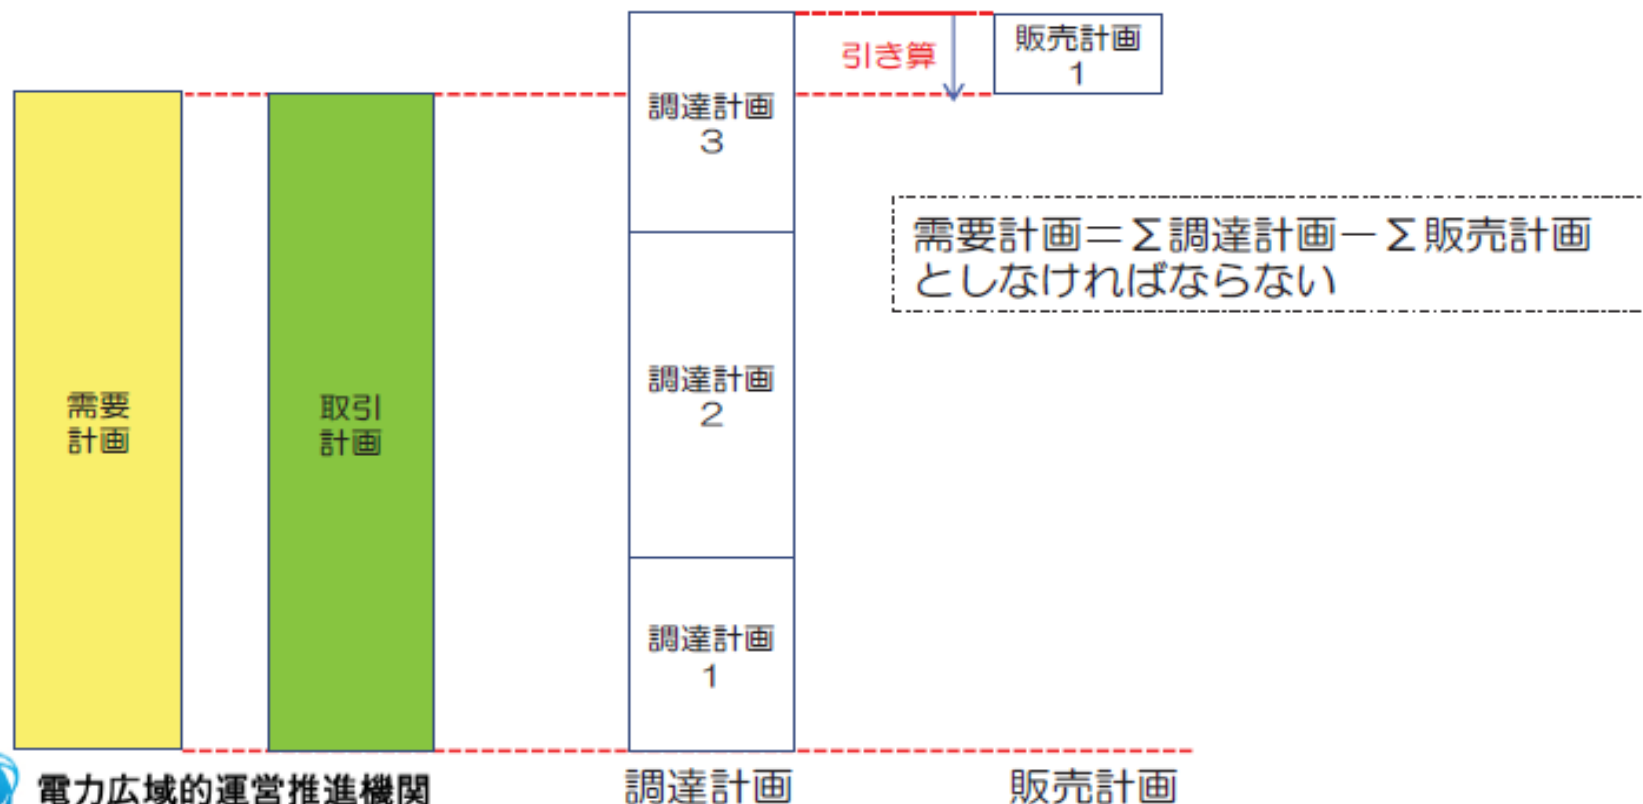 引き算
販売計画
1
調達計画
3
需要計画＝Σ調達計画－Σ販売計画
としなければならない
需要
計画
取引
計画
調達計画
2
調達計画
1
電力広域的運営推進機関
調達計画
販売計画